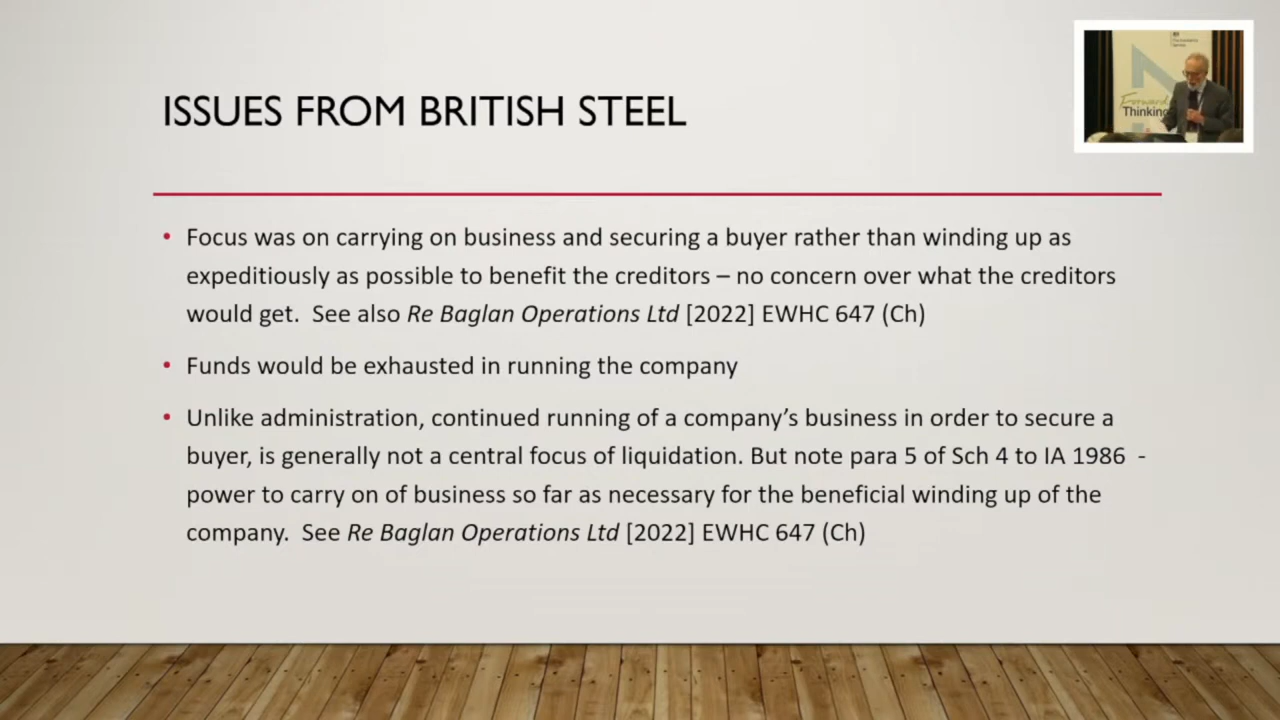 ISSUES FROM BRITISH STEEL
Forward
Thinking
• Focus was on carrying on business and securing a buyer rather than winding up as
expeditiously as possible to benefit the creditors – no concern over what the creditors
would get.  See also Re Baglan Operations Ltd [2022] EWHC 647 (Ch)
• Funds would be exhausted in running the company
• Unlike administration, continued running of a company’s business in order to secure a
buyer, is generally not a central focus of liquidation. But note para 5 of Sch 4 to IA 1986  -
power to carry on of business so far as necessary for the beneficial winding up of the
company.  See Re Baglan Operations Ltd [2022] EWHC 647 (Ch)